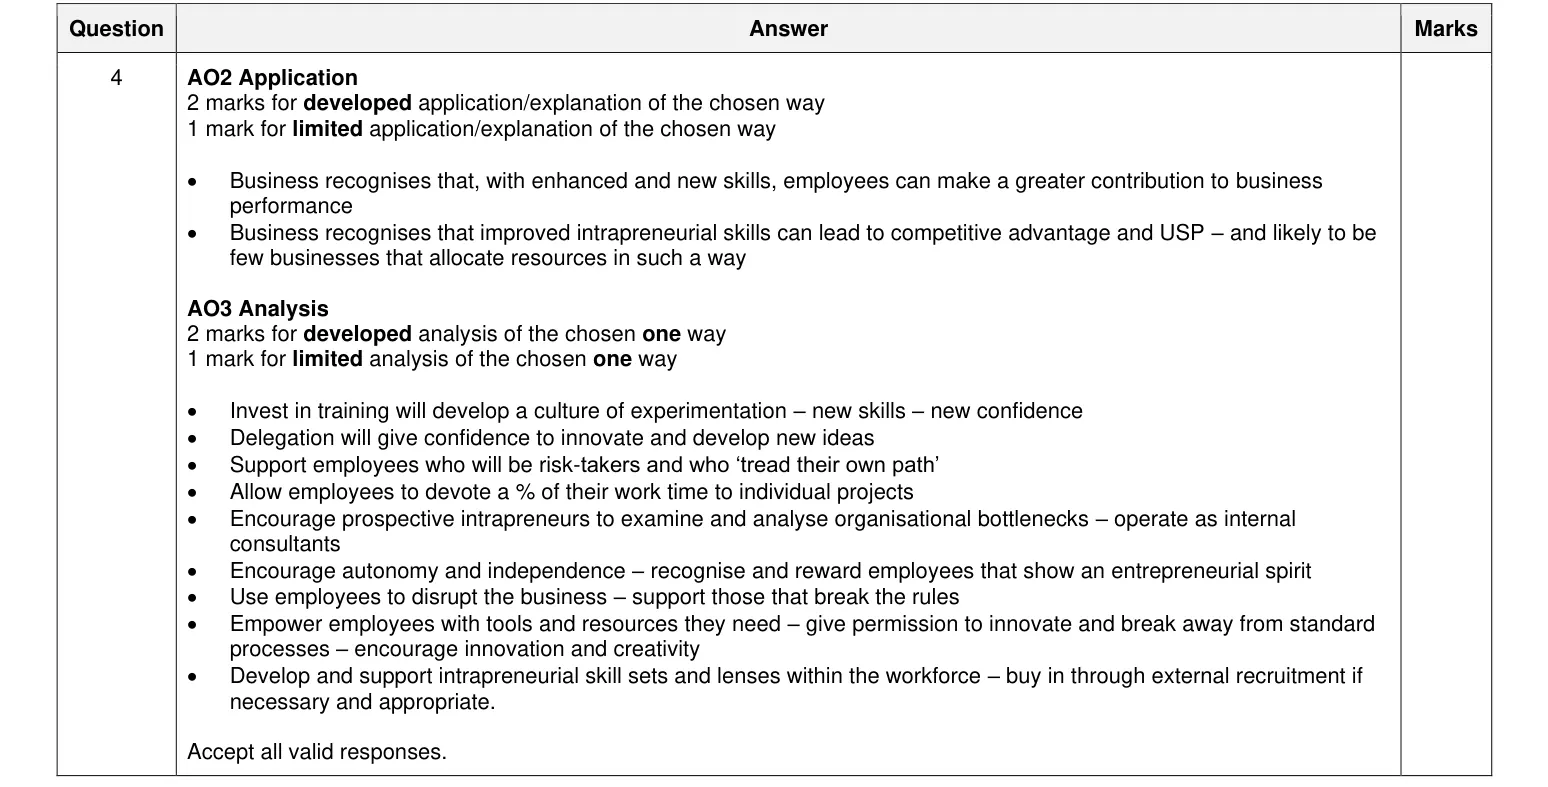 Question Answer Marks
4 AO2 Application
2 marks for developed application/explanation of the chosen way
1 mark for limited application/explanation of the chosen way
• Business recognises that, with enhanced and new skills, employees can make a greater contribution to business
performance
• Business recognises that improved intrapreneurial skills can lead to competitive advantage and USP – and likely to be
few businesses that allocate resources in such a way
AO3 Analysis
2 marks for developed analysis of the chosen one way
1 mark for limited analysis of the chosen one way
• Invest in training will develop a culture of experimentation – new skills – new confidence
• Delegation will give confidence to innovate and develop new ideas
• Support employees who will be risk-takers and who ‘tread their own path’
• Allow employees to devote a % of their work time to individual projects
• Encourage prospective intrapreneurs to examine and analyse organisational bottlenecks – operate as internal
consultants
• Encourage autonomy and independence – recognise and reward employees that show an entrepreneurial spirit
• Use employees to disrupt the business – support those that break the rules
• Empower employees with tools and resources they need – give permission to innovate and break away from standard
processes – encourage innovation and creativity
• Develop and support intrapreneurial skill sets and lenses within the workforce – buy in through external recruitment if
necessary and appropriate.
Accept all valid responses.